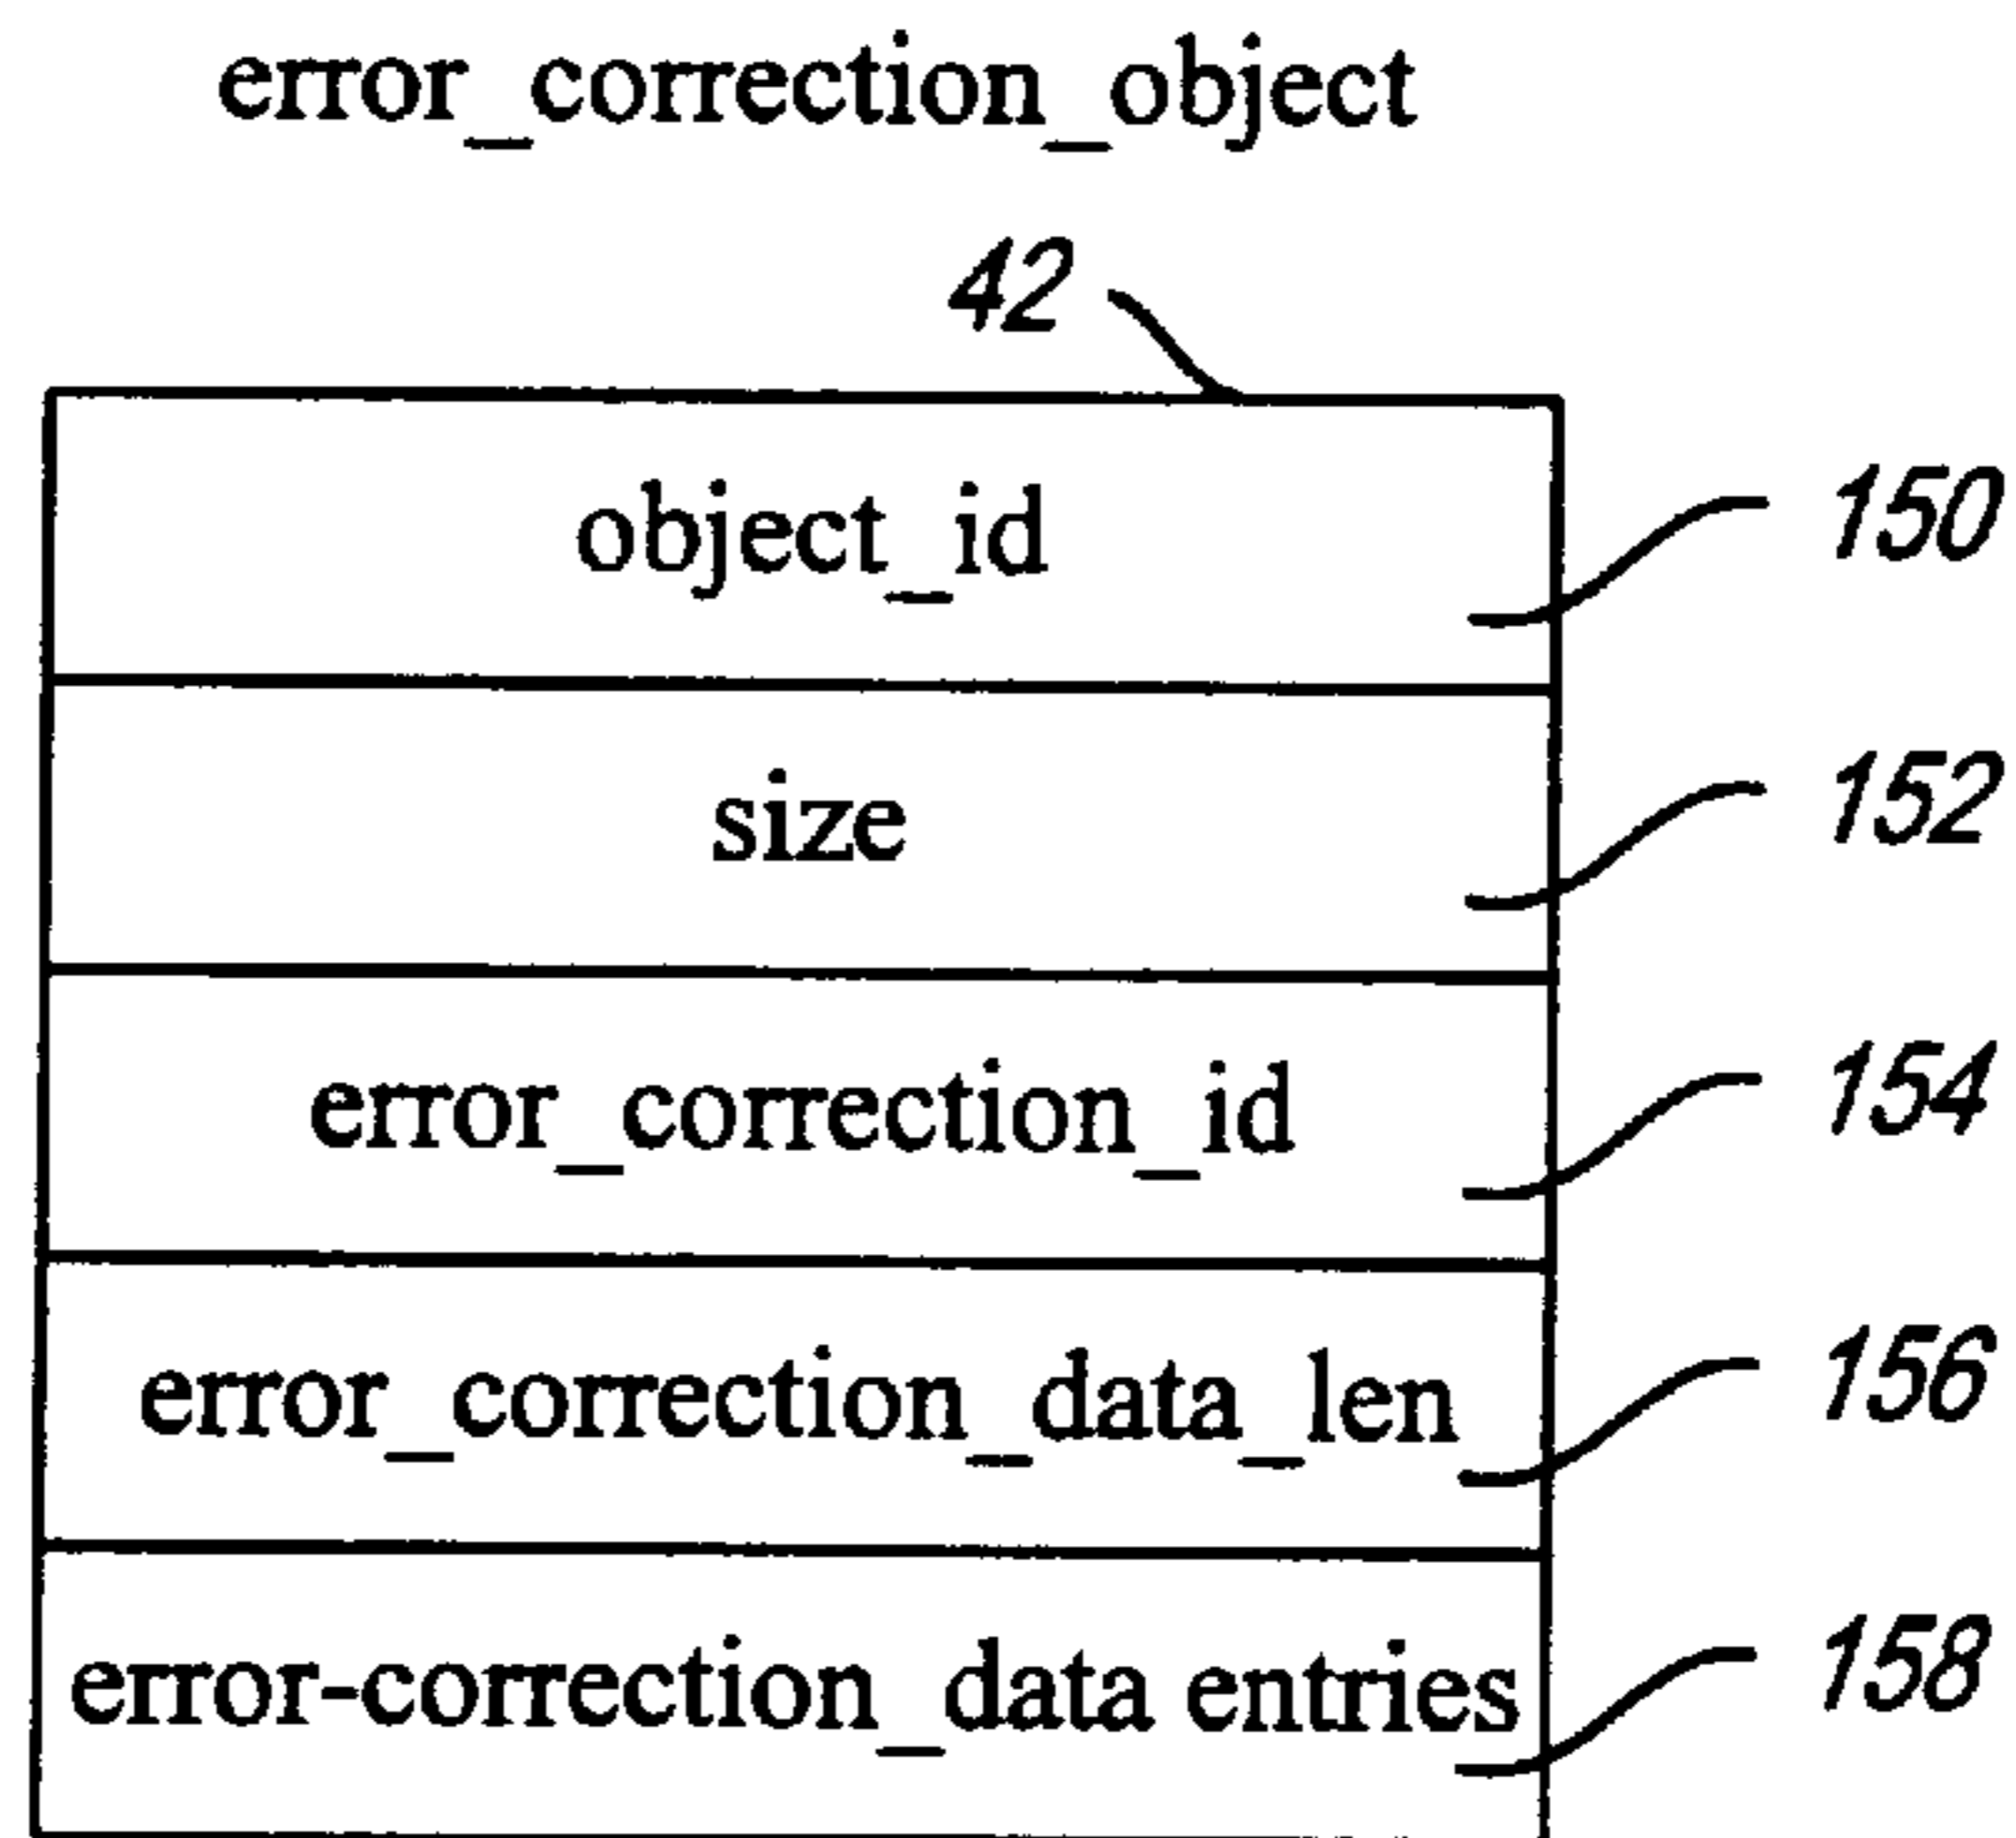 error_correction_object
42
object_id
150
size
152
error_correction_id
154
error_correction_data_len
156
error-correction_data entries
158